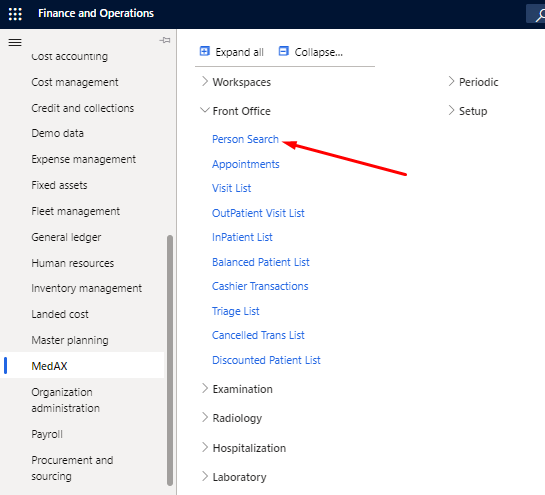 Finance and Operations
Cost accounting
Cost management
Credit and collections
Demo data
Expense management
Fixed assets
Fleet management
General ledger
Human resources
Inventory management
Landed cost
Master planning
MedAX
Organization
administration
Payroll
Procurement and
sourcing
Expand all
Collapse...
Workspaces
Front Office
Person Search
Appointments
Visit List
OutPatient Visit List
InPatient List
Balanced Patient List
Cashier Transactions
Triage List
Cancelled Trans List
Discounted Patient List
Examination
Radiology
Hospitalization
Laboratory
Periodic
Setup